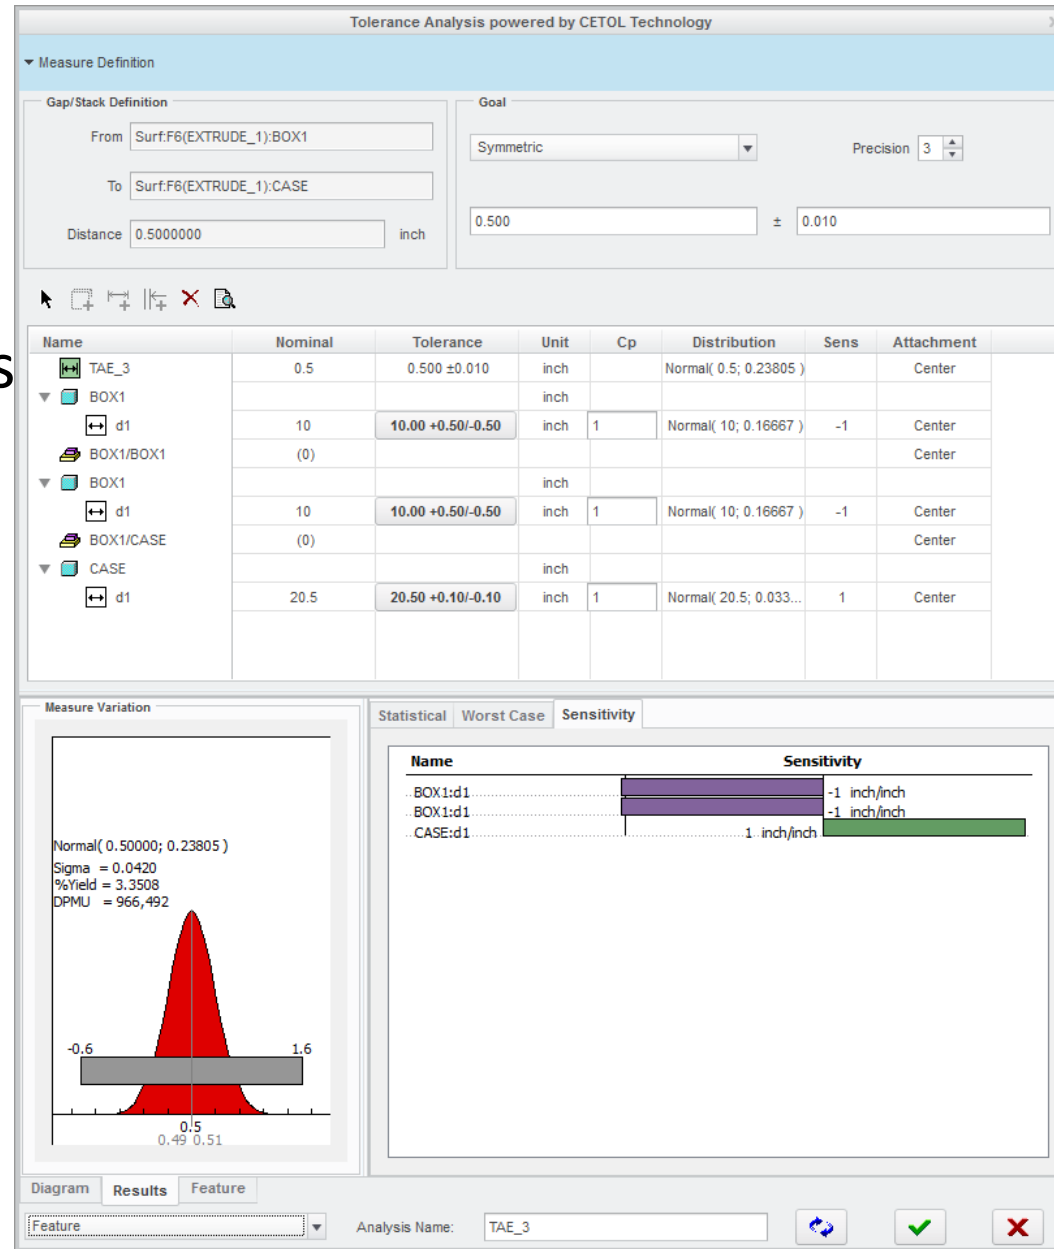 Tolerance Analysis powered by CETOL Technology
Measure Definition
Gap/Stack Definition
Goal
From Surf:F6(EXTRUDE_1):BOX1
Symmetric Precision 3
To Surf:F6(EXTRUDE_1):CASE
0.500 ± 0.010
Distance 0.5000000 inch
s
Name Nominal Tolerance Unit Cp Distribution Sens Attachment
TAE_3 0.5 0.500 ±0.010 inch Normal( 0.5; 0.23805 ) Center
BOX1 inch
d1 10 10.00 +0.50/-0.50 inch 1 Normal( 10; 0.16667 ) -1 Center
BOX1/BOX1 (0) Center
BOX1 inch
d1 10 10.00 +0.50/-0.50 inch 1 Normal( 10; 0.16667 ) -1 Center
BOX1/CASE (0) Center
CASE inch
d1 20.5 20.50 +0.10/-0.10 inch 1 Normal( 20.5; 0.033... 1 Center
Measure Variation
Statistical Worst Case Sensitivity
Name Sensitivity
BOX1:d1 -1 inch/inch
BOX1:d1 -1 inch/inch
CASE:d1 1 inch/inch
Normal( 0.50000; 0.23805 )
Sigma = 0.0420
%Yield = 3.3508
DPMU = 966,492
-0.6 1.6
0.5
0.49 0.51
Diagram Results Feature
Feature Analysis Name: TAE_3